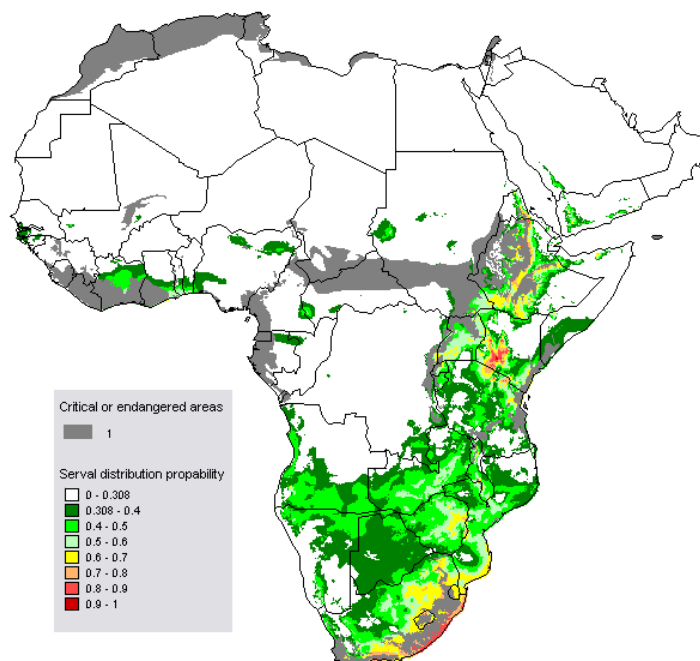 Critical or endangered areas
1
Serval distribution propability
0 - 0.308
0.308 - 0.4
0.4 - 0.5
0.5 - 0.6
0.6 - 0.7
0.7 - 0.8
0.8 - 0.9
0.9 - 1